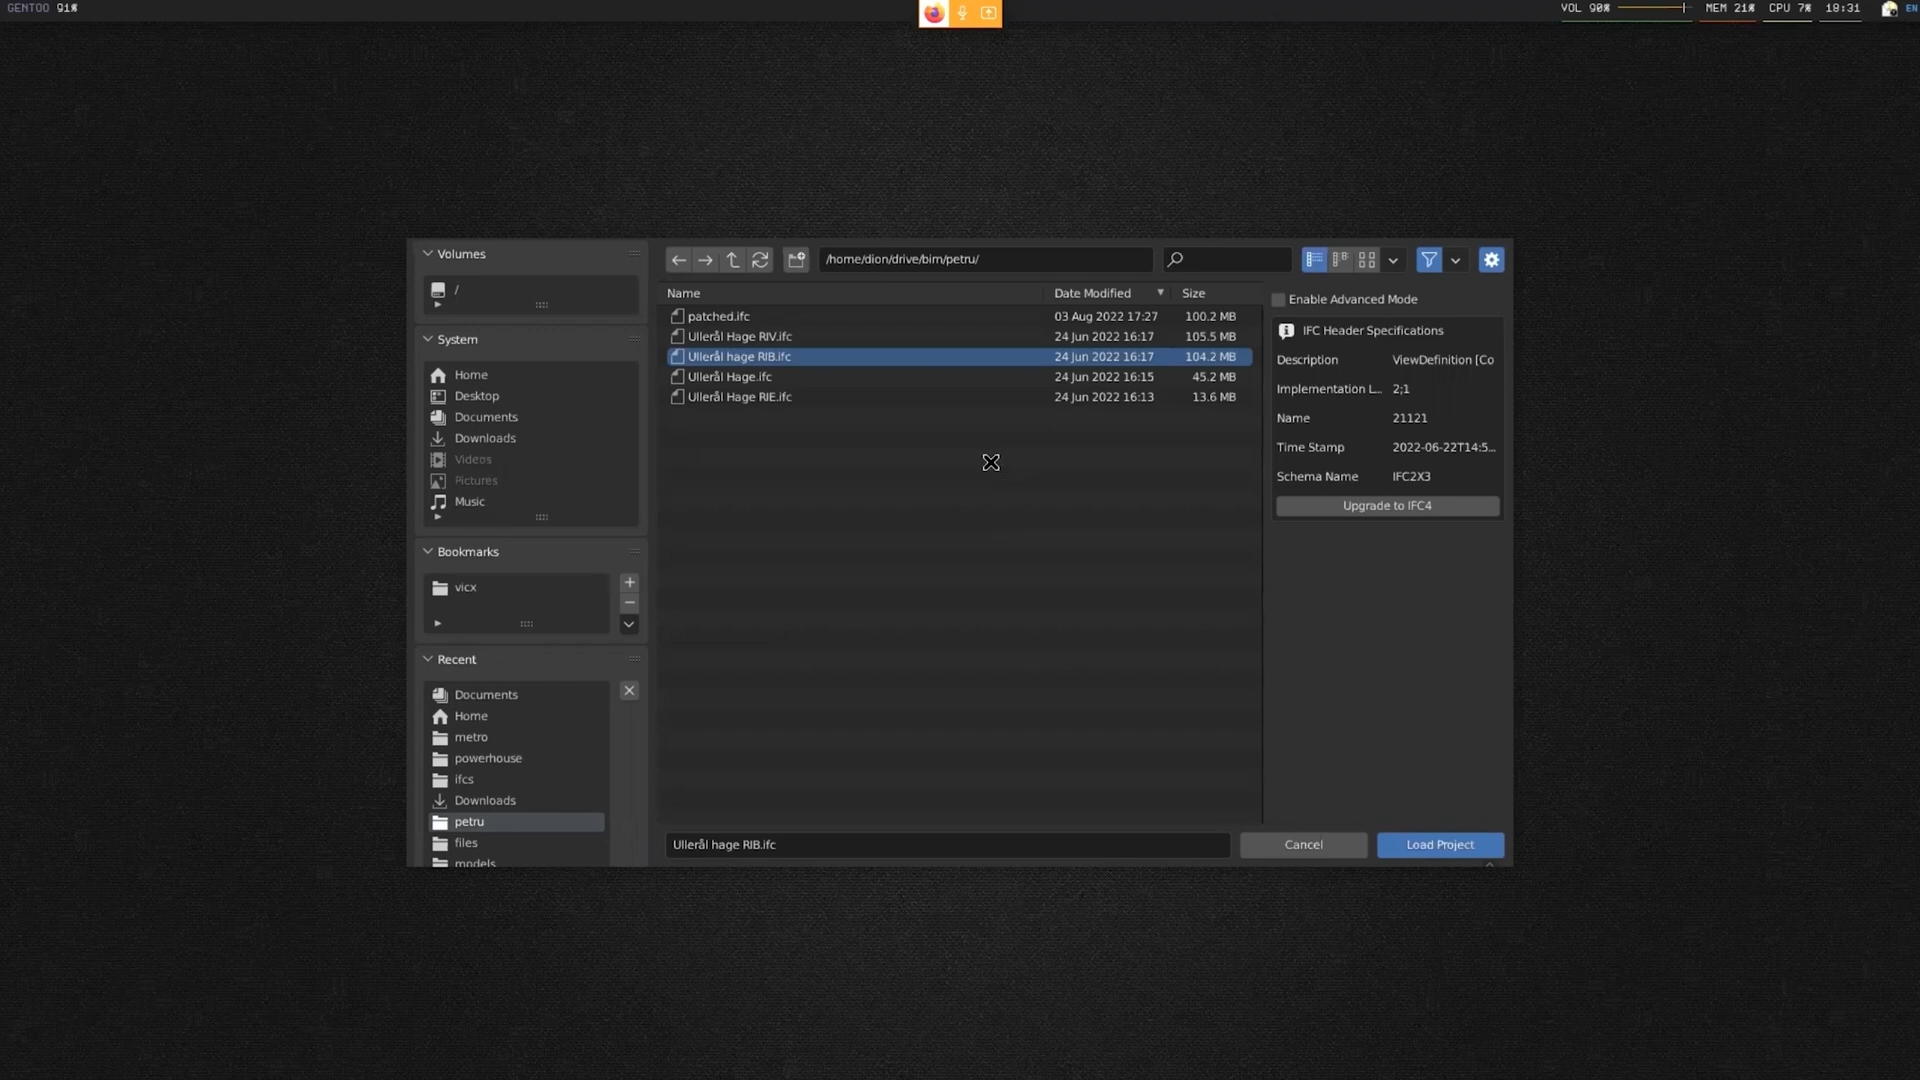 GENTOO 91%
VOL 90% MEM 21% CPU 7% 18:31 EN
Volumes
/
System
Home
Desktop
Documents
Downloads
Videos
Pictures
Music
Bookmarks
vicx
Recent
Documents
Home
metro
powerhouse
ifcs
Downloads
petru
files
models
/home/dion/drive/bim/petru/
Name Date Modified Size
patched.ifc 03 Aug 2022 17:27 100.2 MB
Ullerål Hage RIV.ifc 24 Jun 2022 16:17 105.5 MB
Ullerål hage RIB.ifc 24 Jun 2022 16:17 104.2 MB
Ullerål Hage.ifc 24 Jun 2022 16:15 45.2 MB
Ullerål Hage RIE.ifc 24 Jun 2022 16:13 13.6 MB
Enable Advanced Mode
IFC Header Specifications
Description ViewDefinition [Co
Implementation L... 2;1
Name 21121
Time Stamp 2022-06-22T14:5...
Schema Name IFC2X3
Upgrade to IFC4
Ullerål hage RIB.ifc
Cancel
Load Project